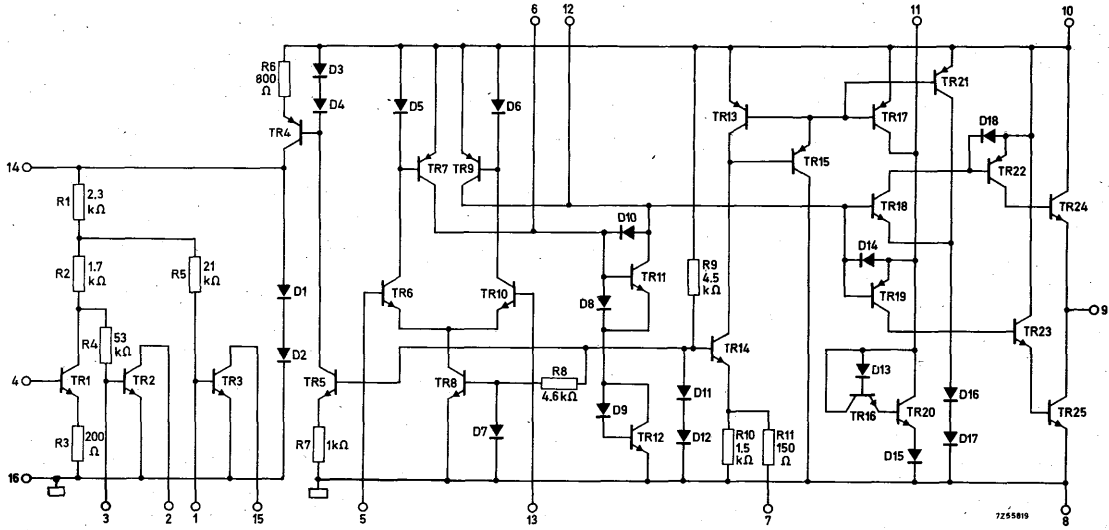 6 12 11 10
R6 800 Ω D3
D4
TR4
D5 D6
TR7 TR9
TR13 TR15 TR17 TR21
D18
TR22
14
R1 2.3 kΩ
D10
TR18 TR24
R2 1.7 kΩ
R5 21 kΩ
TR11
R9 4.5 kΩ
D14
TR19
D1
TR6 TR10
D8
9
R4 53 kΩ
TR23
D2
TR14
D13
4
TR1 TR2 TR3
TR5 TR8
R8 4.6kΩ
D11
TR16 TR20
D16
D9
TR12
D7
D12
TR25
R3 200 Ω
R7 1kΩ
R10 1.5 kΩ
R11 150 Ω
D15
D17
16
3 2 1 15 5 13 7 7Z55819 8